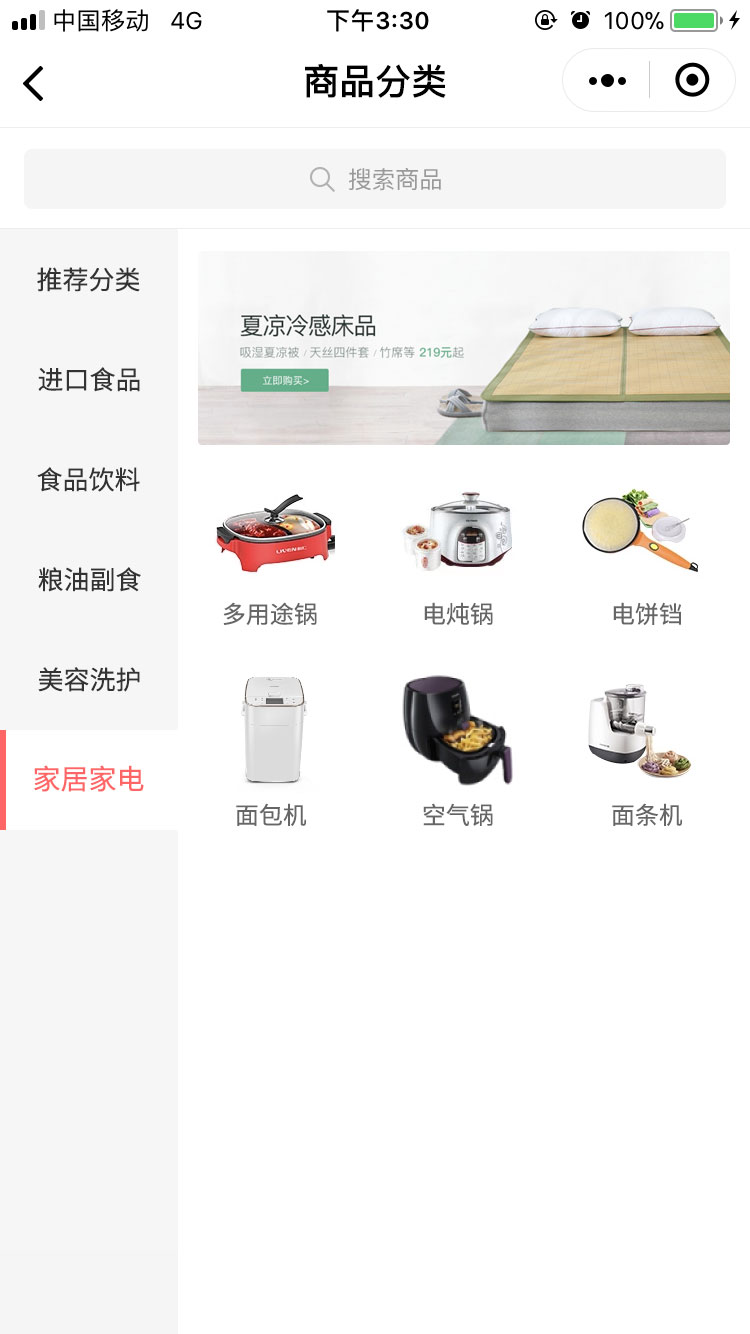 中国移动 4G 下午3:30 100%
商品分类
搜索商品
推荐分类
进口食品
食品饮料
粮油副食
美容洗护
家居家电
夏凉冷感床品
吸湿夏凉被 / 天丝四件套 / 竹席等 219元起
立即购买>
多用途锅 电炖锅 电饼铛
面包机 空气锅 面条机